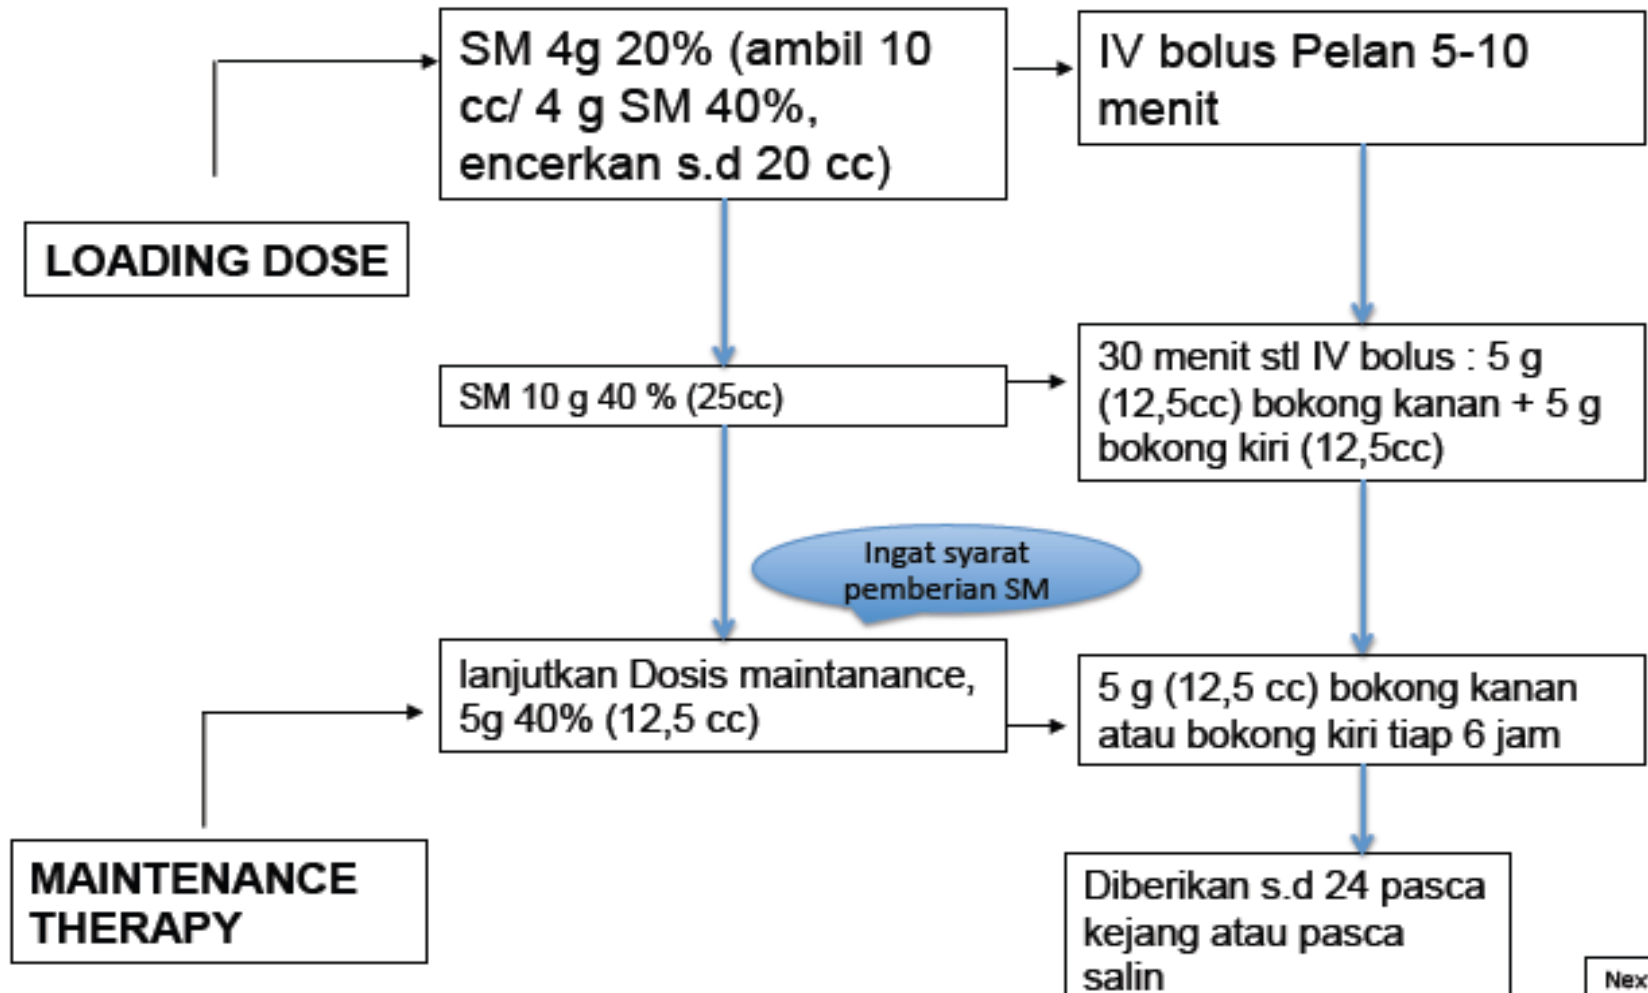 SM 4g 20% (ambil 10
cc/ 4 g SM 40%,
encerkan s.d 20 cc)
IV bolus Pelan 5-10
menit
LOADING DOSE
SM 10 g 40 % (25cc)
30 menit stl IV bolus : 5 g
(12,5cc) bokong kanan + 5 g
bokong kiri (12,5cc)
Ingat syarat
pemberian SM
lanjutkan Dosis maintanance,
5g 40% (12,5 cc)
5 g (12,5 cc) bokong kanan
atau bokong kiri tiap 6 jam
MAINTENANCE
THERAPY
Diberikan s.d 24 pasca
kejang atau pasca
salin